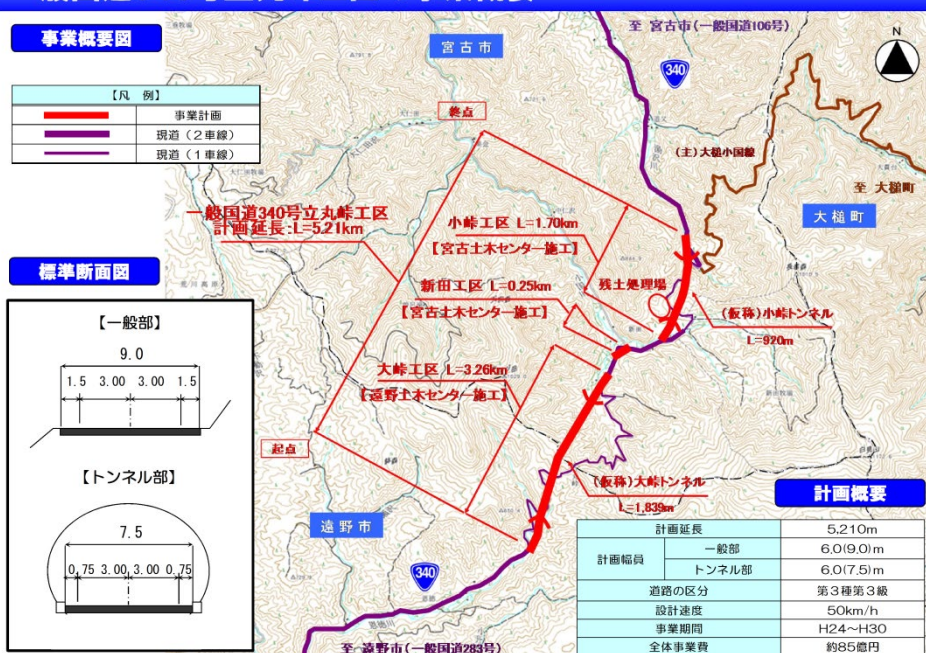 事業概要図
【凡 例】
事業計画
現道（2車線）
現道（1車線）
宮古市
至 宮古市(一般国道106号)
340
N
終点
(主)大槌小国線
至 大槌町
大槌町
一般国道340号立丸峠工区
計画延長:L=5.21km
小峠工区 L=1.70km
【宮古土木センター施工】
新田工区 L=0.25km
【宮古土木センター施工】
残土処理場
(仮称)小峠トンネル
L=920m
大峠工区 L=3.26km
【遠野土木センター施工】
起点
(仮称)大峠トンネル
L=1,839m
遠野市
340
至 遠野市(一般国道283号)
標準断面図
【一般部】
9.0
1.5 3.00 3.00 1.5
【トンネル部】
7.5
0.75 3.00 3.00 0.75
計画概要
計画延長 5,210m
計画幅員 一般部 6.0(9.0)m
トンネル部 6.0(7.5)m
道路の区分 第3種第3級
設計速度 50km/h
事業期間 H24～H30
全体事業費 約85億円